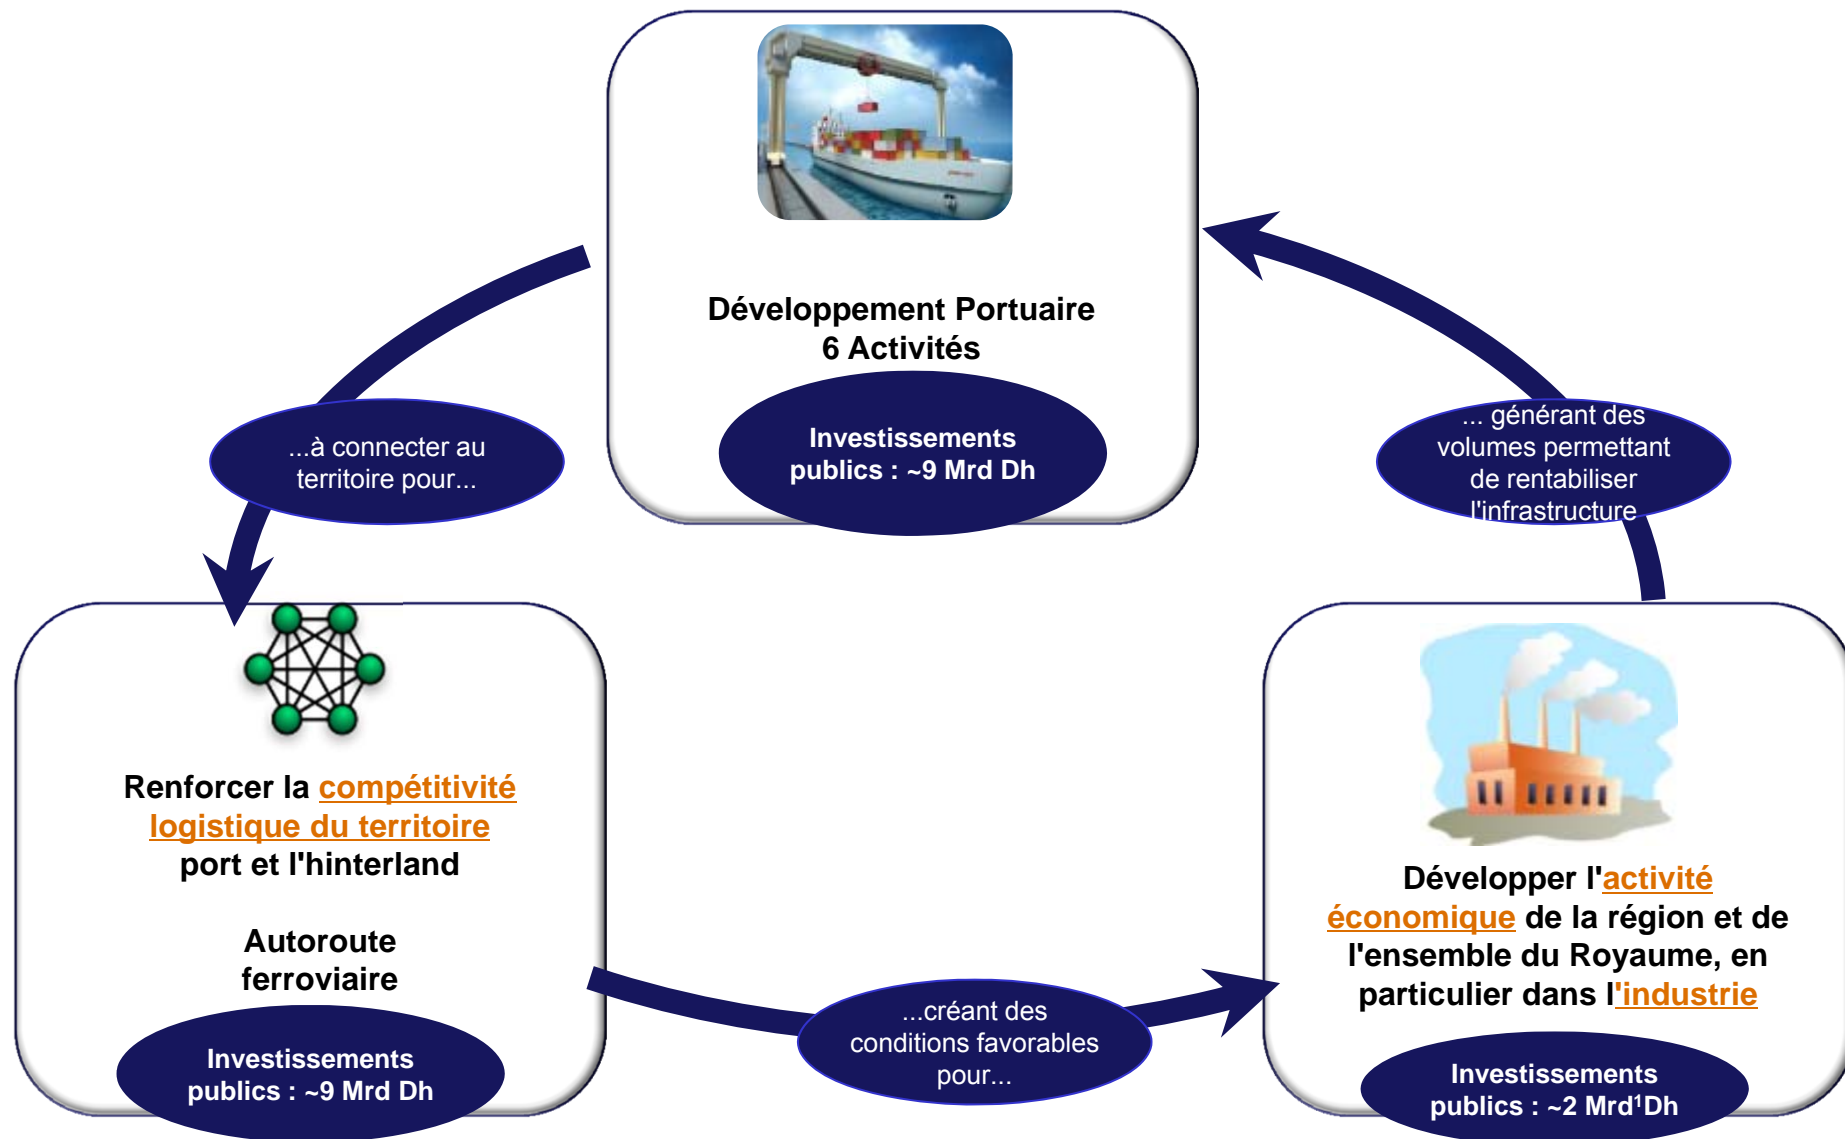 Développement Portuaire
6 Activités
Investissements
publics : ~9 Mrd Dh
...à connecter au
territoire pour...
... générant des
volumes permettant
de rentabiliser
l'infrastructure
Renforcer la compétitivité
logistique du territoire
port et l'hinterland
Autoroute
ferroviaire
Investissements
publics : ~9 Mrd Dh
...créant des
conditions favorables
pour...
Développer l'activité
économique de la région et de
l'ensemble du Royaume, en
particulier dans l'industrie
Investissements
publics : ~2 Mrd¹Dh